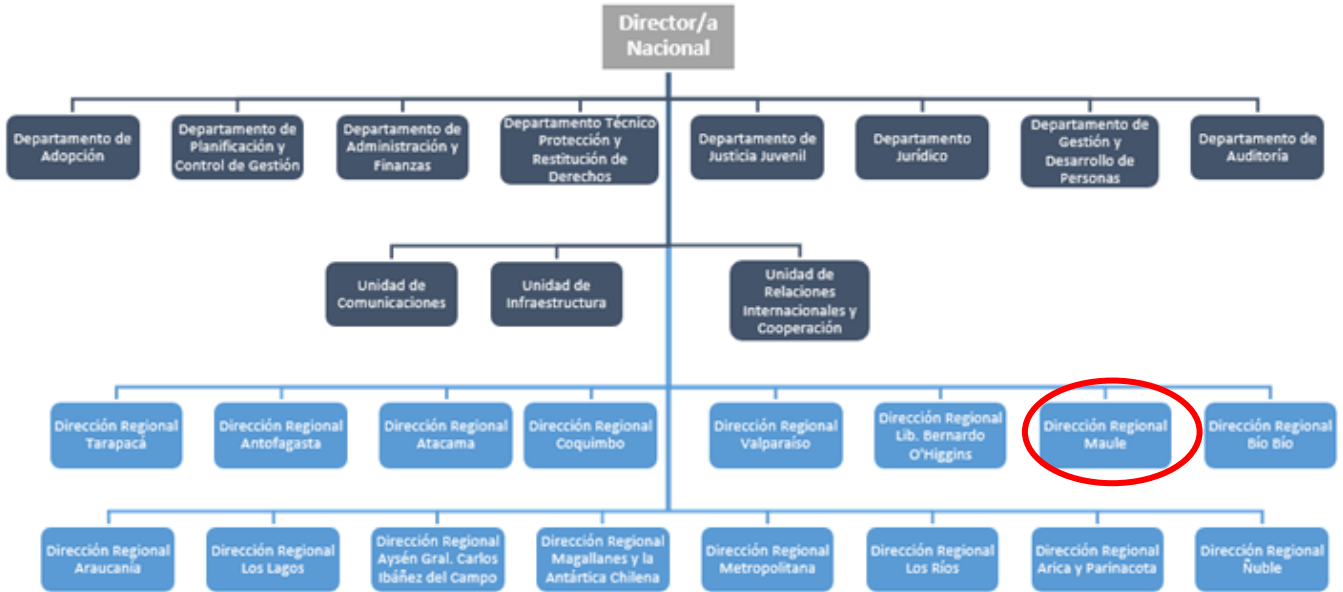 Director/a
Nacional
Departamento de
Adopción
Departamento de
Planificación y
Control de Gestión
Departamento de
Administración y
Finanzas
Departamento Técnico
Protección y
Restitución de
Derechos
Departamento de
Justicia Juvenil
Departamento
Jurídico
Departamento de
Gestión y
Desarrollo de
Personas
Departamento de
Auditoría
Unidad de
Comunicaciones
Unidad de
Infraestructura
Unidad de
Relaciones
Internacionales y
Cooperación
Dirección Regional
Tarapacá
Dirección Regional
Antofagasta
Dirección Regional
Atacama
Dirección Regional
Coquimbo
Dirección Regional
Valparaíso
Dirección Regional
Lib. Bernardo
O'Higgins
Dirección Regional
Maule
Dirección Regional
Bío Bío
Dirección Regional
Araucanía
Dirección Regional
Los Lagos
Dirección Regional
Aysén Gral. Carlos
Ibáñez del Campo
Dirección Regional
Magallanes y la
Antártica Chilena
Dirección Regional
Metropolitana
Dirección Regional
Los Ríos
Dirección Regional
Arica y Parinacota
Dirección Regional
Ñuble